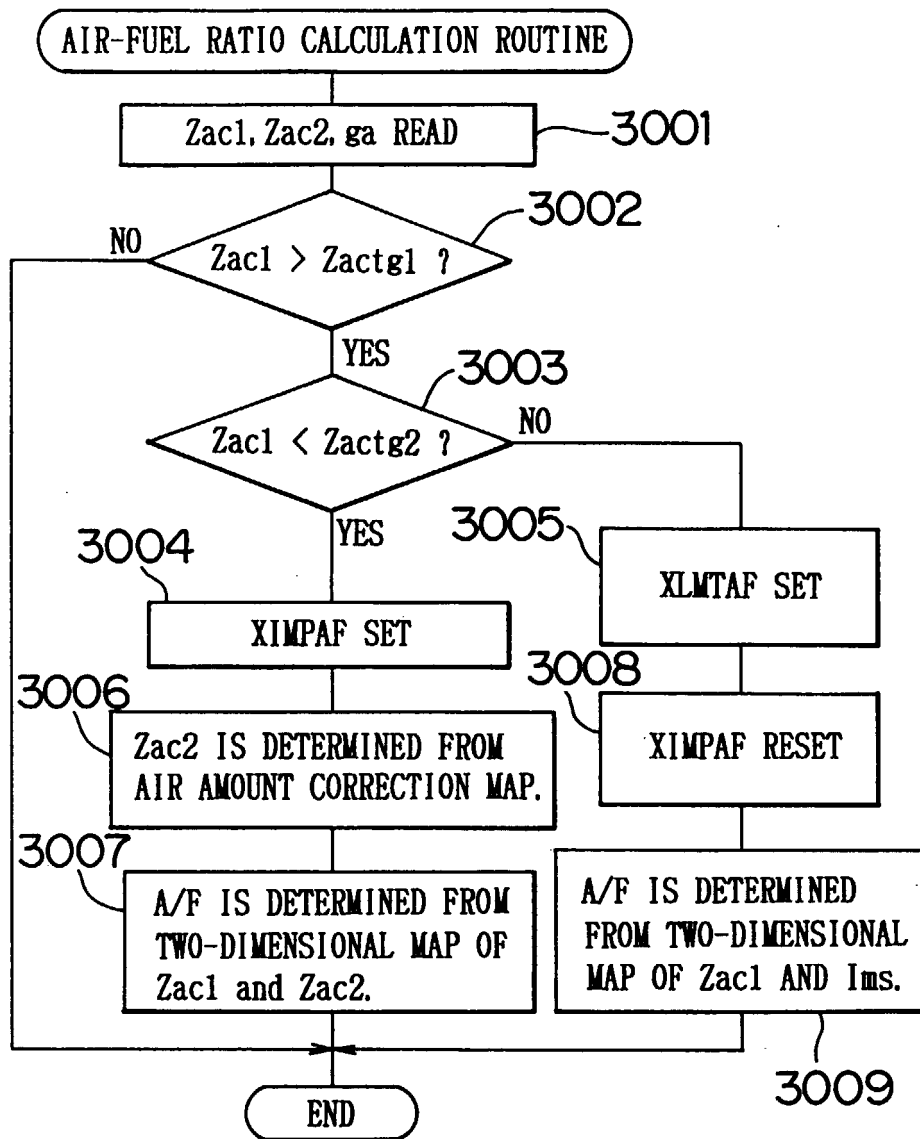 AIR-FUEL RATIO CALCULATION ROUTINE
Zac1, Zac2, ga READ
3001
3002
NO
Zac1 > Zactg1 ?
YES
3003
NO
Zac1 < Zactg2 ?
YES
3004
3005
XIMPAF SET
XLMTAF SET
3006
3008
Zac2 IS DETERMINED FROM
AIR AMOUNT CORRECTION MAP.
XIMPAF RESET
3007
A/F IS DETERMINED FROM
TWO-DIMENSIONAL MAP OF
Zac1 and Zac2.
A/F IS DETERMINED
FROM TWO-DIMENSIONAL
MAP OF Zac1 AND Ims.
3009
END